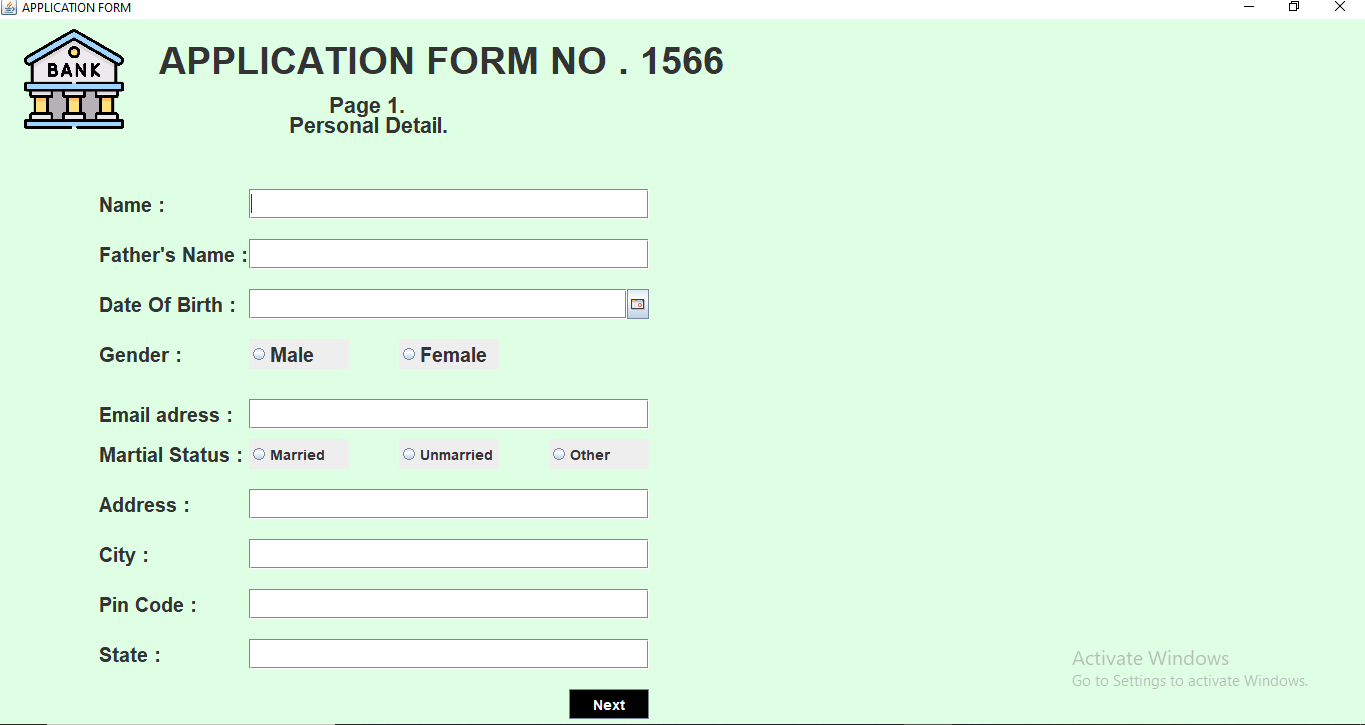 APPLICATION FORM
BANK
APPLICATION FORM NO . 1566
Page 1.
Personal Detail.
Name :
Father's Name :
Date Of Birth :
Gender : Male Female
Email adress :
Martial Status : Married Unmarried Other
Address :
City :
Pin Code :
State :
Activate Windows
Go to Settings to activate Windows.
Next